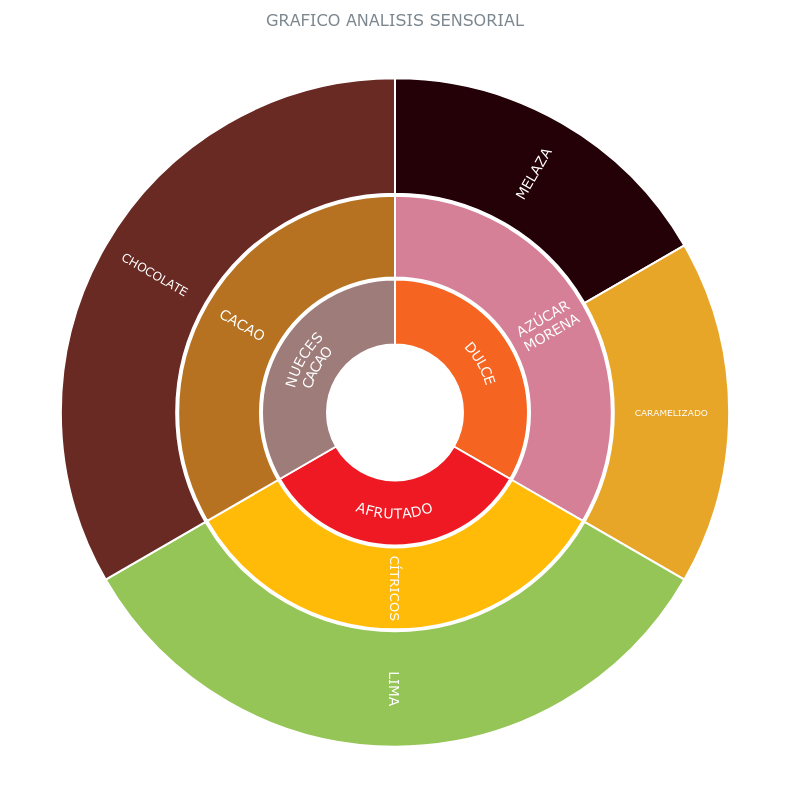 GRAFICO ANALISIS SENSORIAL
MELAZA
CHOCOLATE
CACAO
AZÚCAR
MORENA
NUECES
CACAO
DULCE
CARAMELIZADO
AFRUTADO
CÍTRICOS
LIMA